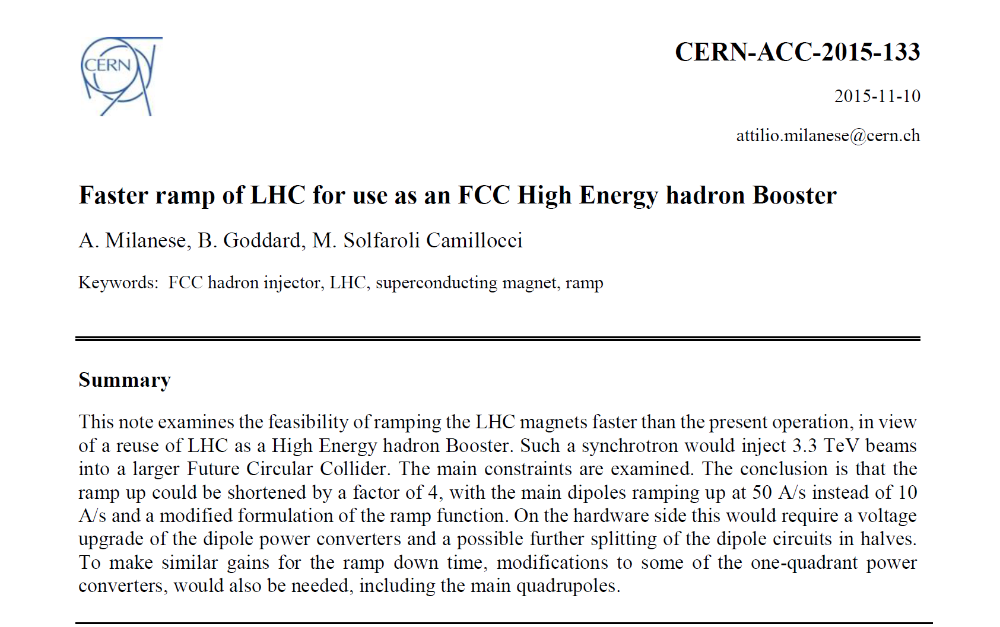 CERN
CERN-ACC-2015-133
2015-11-10
attilio.milanese@cern.ch
Faster ramp of LHC for use as an FCC High Energy hadron Booster
A. Milanese, B. Goddard, M. Solfaroli Camillocci
Keywords: FCC hadron injector, LHC, superconducting magnet, ramp
Summary
This note examines the feasibility of ramping the LHC magnets faster than the present operation, in view
of a reuse of LHC as a High Energy hadron Booster. Such a synchrotron would inject 3.3 TeV beams
into a larger Future Circular Collider. The main constraints are examined. The conclusion is that the
ramp up could be shortened by a factor of 4, with the main dipoles ramping up at 50 A/s instead of 10
A/s and a modified formulation of the ramp function. On the hardware side this would require a voltage
upgrade of the dipole power converters and a possible further splitting of the dipole circuits in halves.
To make similar gains for the ramp down time, modifications to some of the one-quadrant power
converters, would also be needed, including the main quadrupoles.